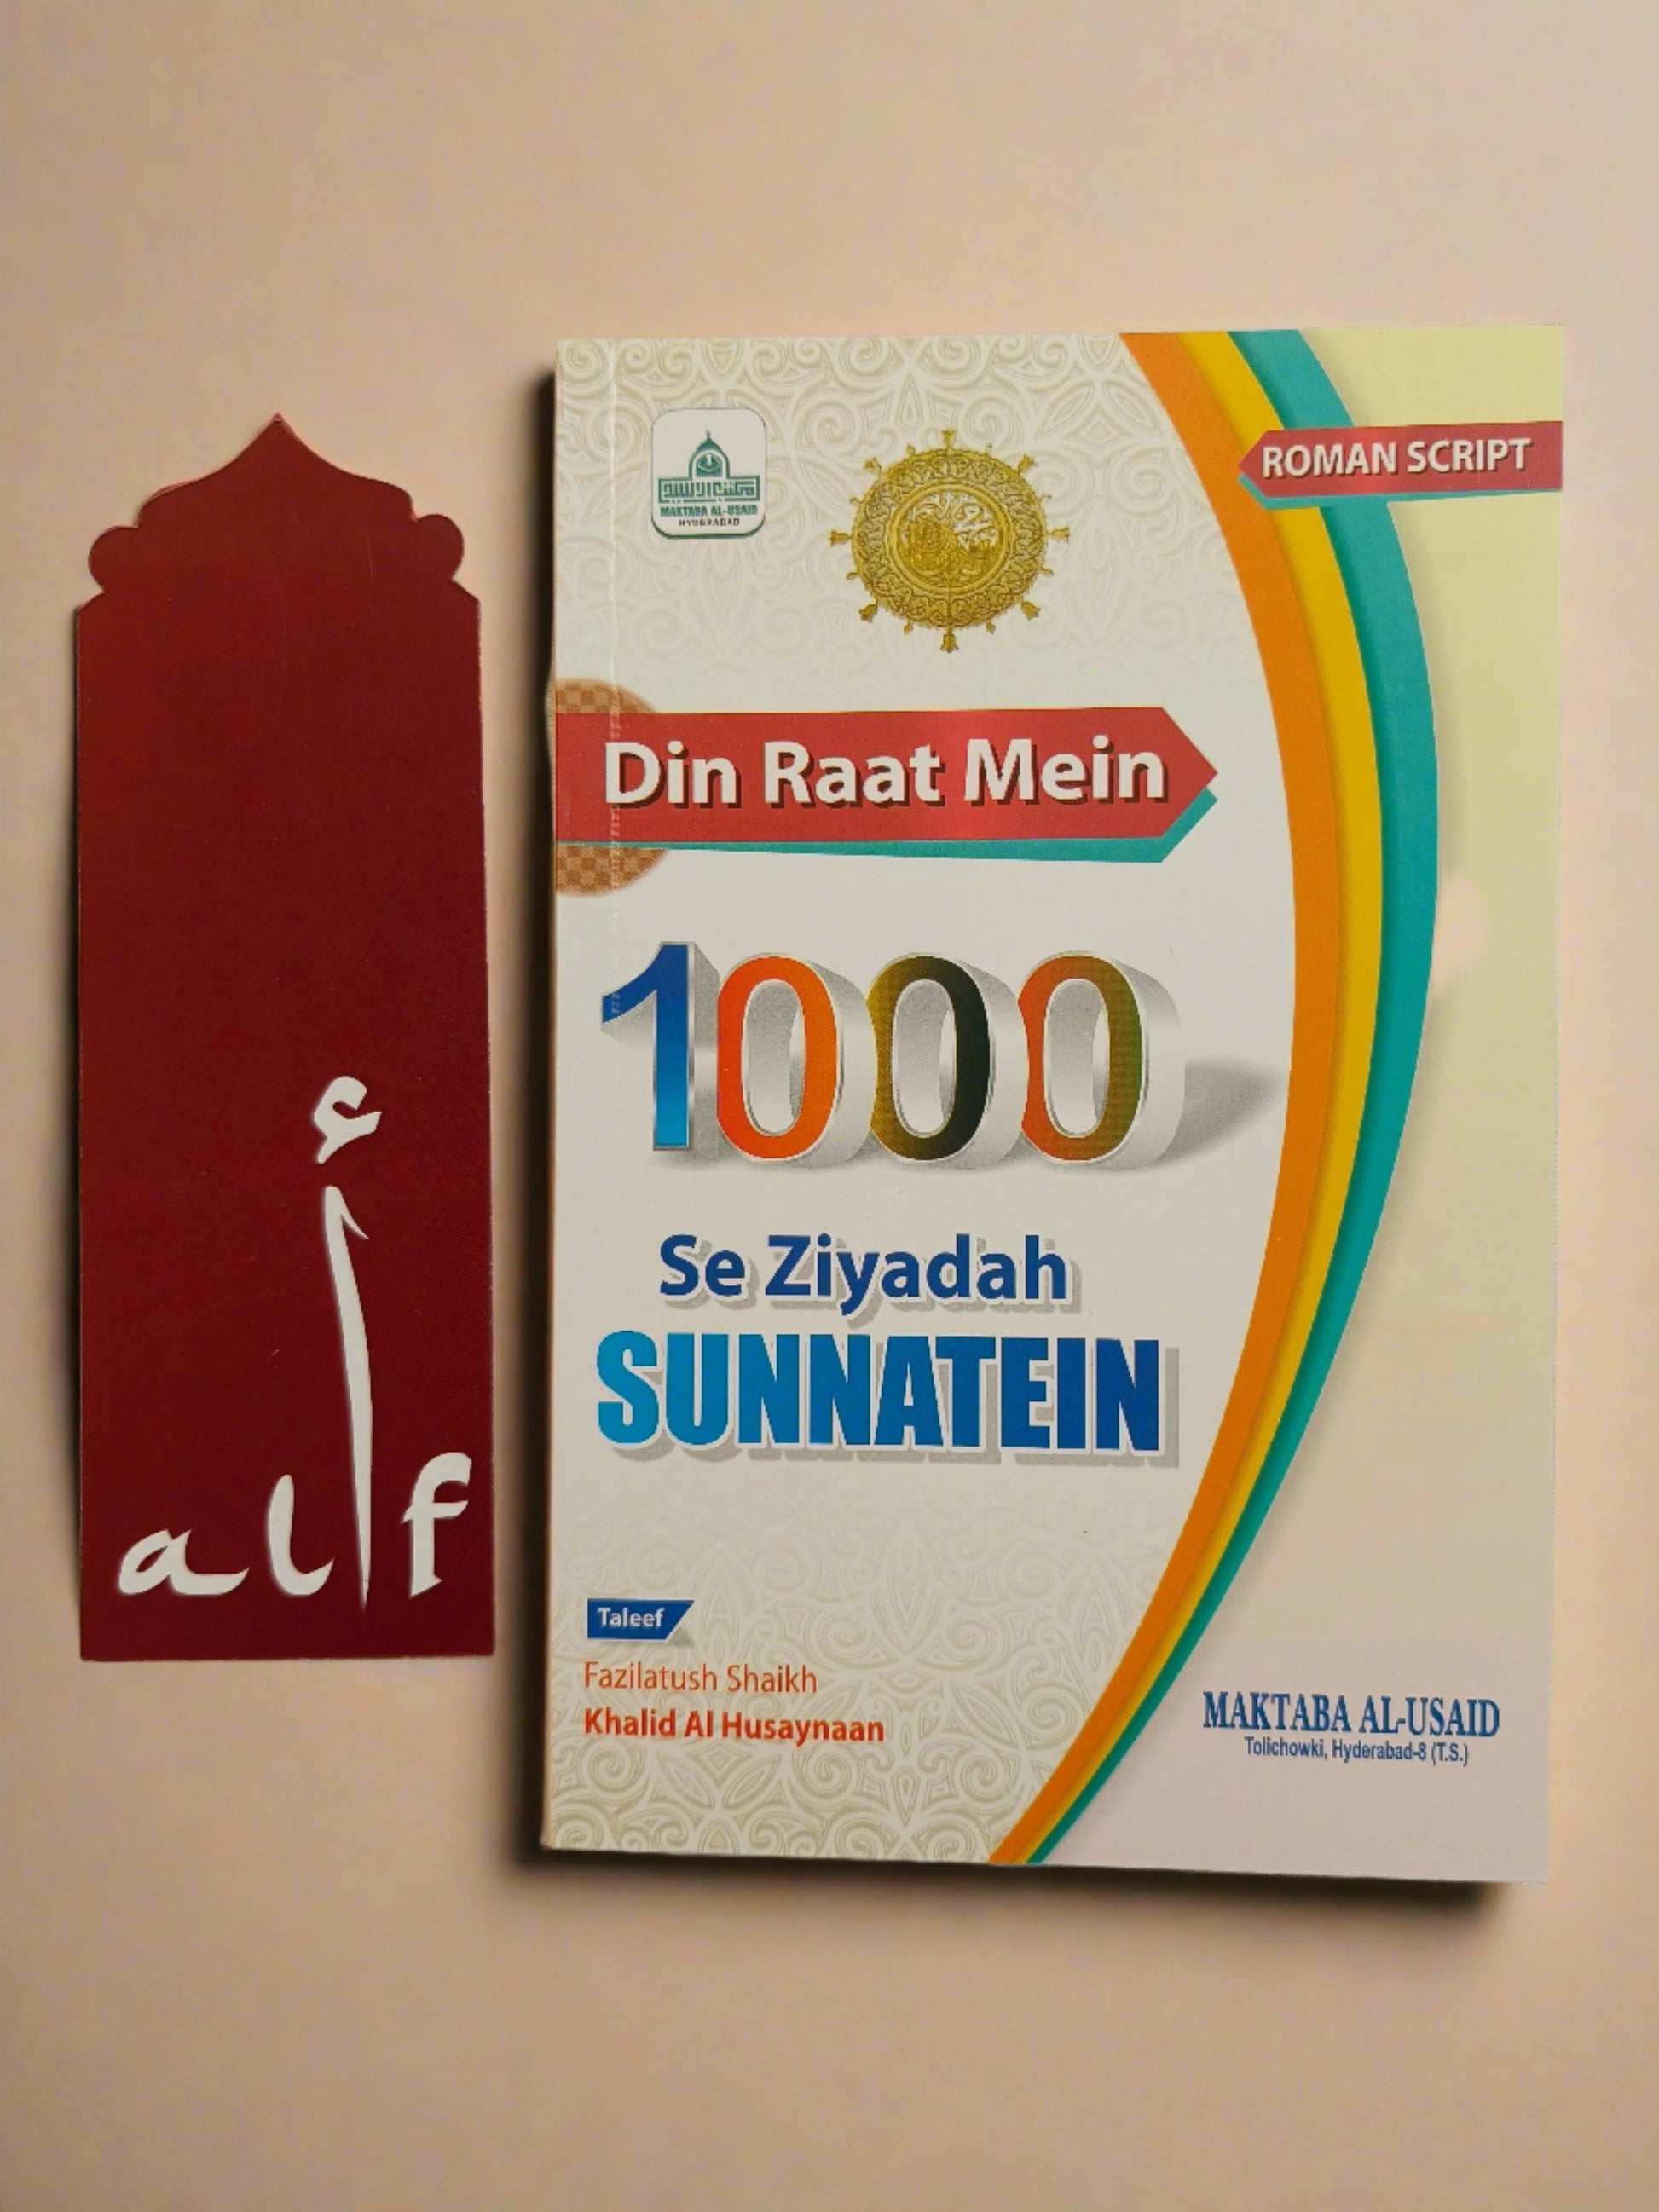 ROMAN SCRIPT
MAKTABA AL-USAID
HYDERABAD
Din Raat Mein
1000
Se Ziyadah
SUNNATEIN
Taleef
Fazilatush Shaikh
Khalid Al Husaynaan
MAKTABA AL-USAID
Tolichowki, Hyderabad-8 (T.S.)
أ
alf